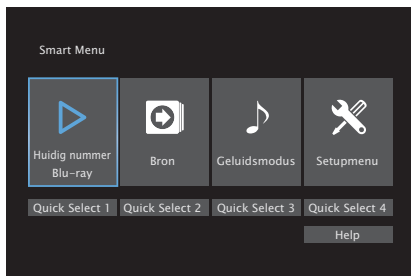 Smart Menu
Huidig nummer
Blu-ray
Bron
Geluidsmodus
Setupmenu
Quick Select 1
Quick Select 2
Quick Select 3
Quick Select 4
Help